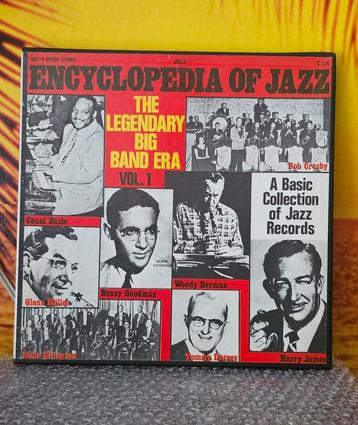 ENCYCLOPEDIA OF JAZZ
THE
LEGENDARY
BIG
BAND ERA
VOL. 1
Bob Crosby
A Basic
Collection
of Jazz
Records
Count Basie
Woody Herman
Glenn Miller
Benny Goodman
Duke Ellington
Tommy Dorsey
Harry James